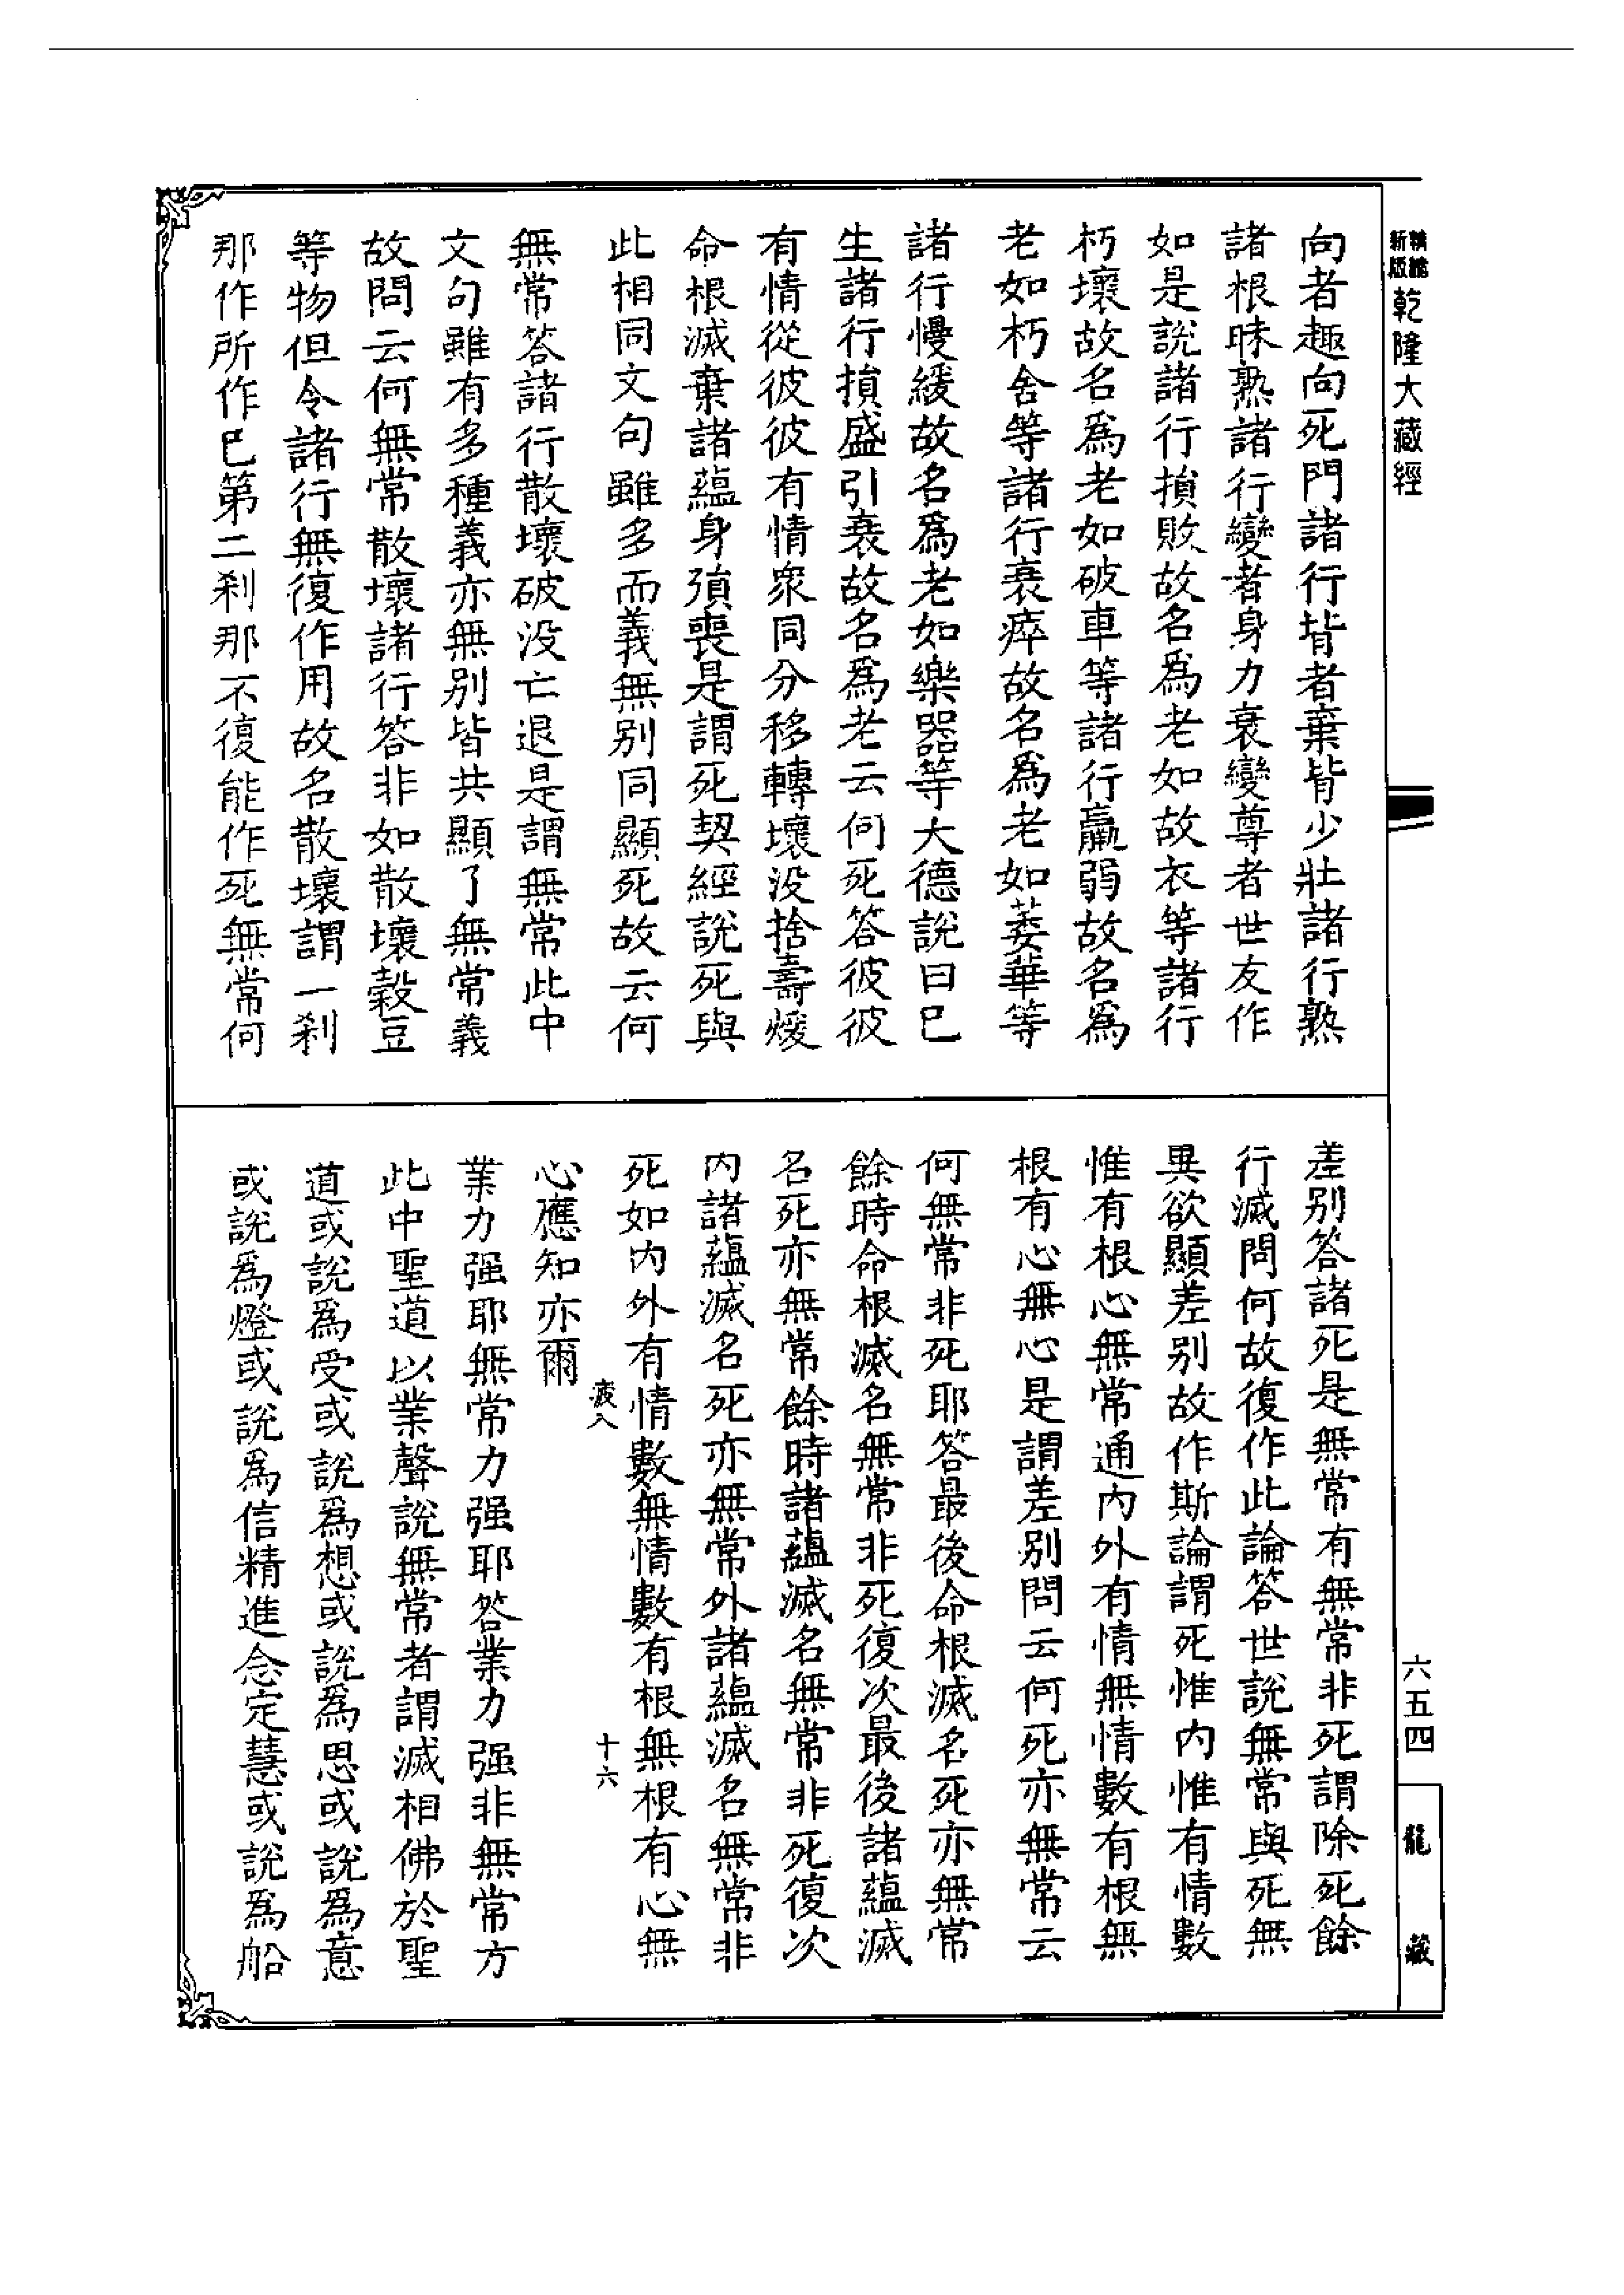 新版
精縮
乾隆大藏經
向者趣向死門諸行背者棄背少壯諸行熟
諸根昧熟諸行變者身力衰變尊者世友作
如是說諸行損敗故名爲老如故衣等諸行
朽壞故名爲老如破車等諸行羸弱故名爲
老如朽舍等諸行衰瘁故名爲老如萎華等
諸行慢緩故名爲老如樂器等大德說曰已
生諸行損盛引衰故名爲老云何死答彼彼
有情從彼彼有情衆同分移轉壞没捨壽煖
命根滅棄諸蘊身殞喪是謂死契經說死與
此相同文句雖多而義無别同顯死故云何
無常答諸行散壞破没亡退是謂無常此中
文句雖有多種義亦無别皆共顯了無常義
故問云何無常散壞諸行答非如散壞穀豆
等物但令諸行無復作用故名散壞謂一刹
那作所作已第二刹那不復能作死無常何
差别答諸死是無常有無常非死謂除死餘
行滅問何故復作此論答世說無常與死無
異欲顯差别故作斯論謂死惟内惟有情數
惟有根心無常通内外有情無情數有根無
根有心無心是謂差别問云何死亦無常云
何無常非死耶答最後命根滅名死亦無常
餘時命根滅名無常非死復次最後諸蘊滅
名死亦無常餘時諸蘊滅名無常非死復次
内諸蘊滅名死亦無常外諸蘊滅名無常非
死如内外有情數無情數有根無根有心無
疲八
十六
心應知亦爾
業力强耶無常力强耶答業力强非無常方
此中聖道以業聲說無常者謂滅相佛於聖
道或說爲受或說爲想或說爲思或說爲意
或說爲燈或說爲信精進念定慧或說爲船
六五四
龍藏